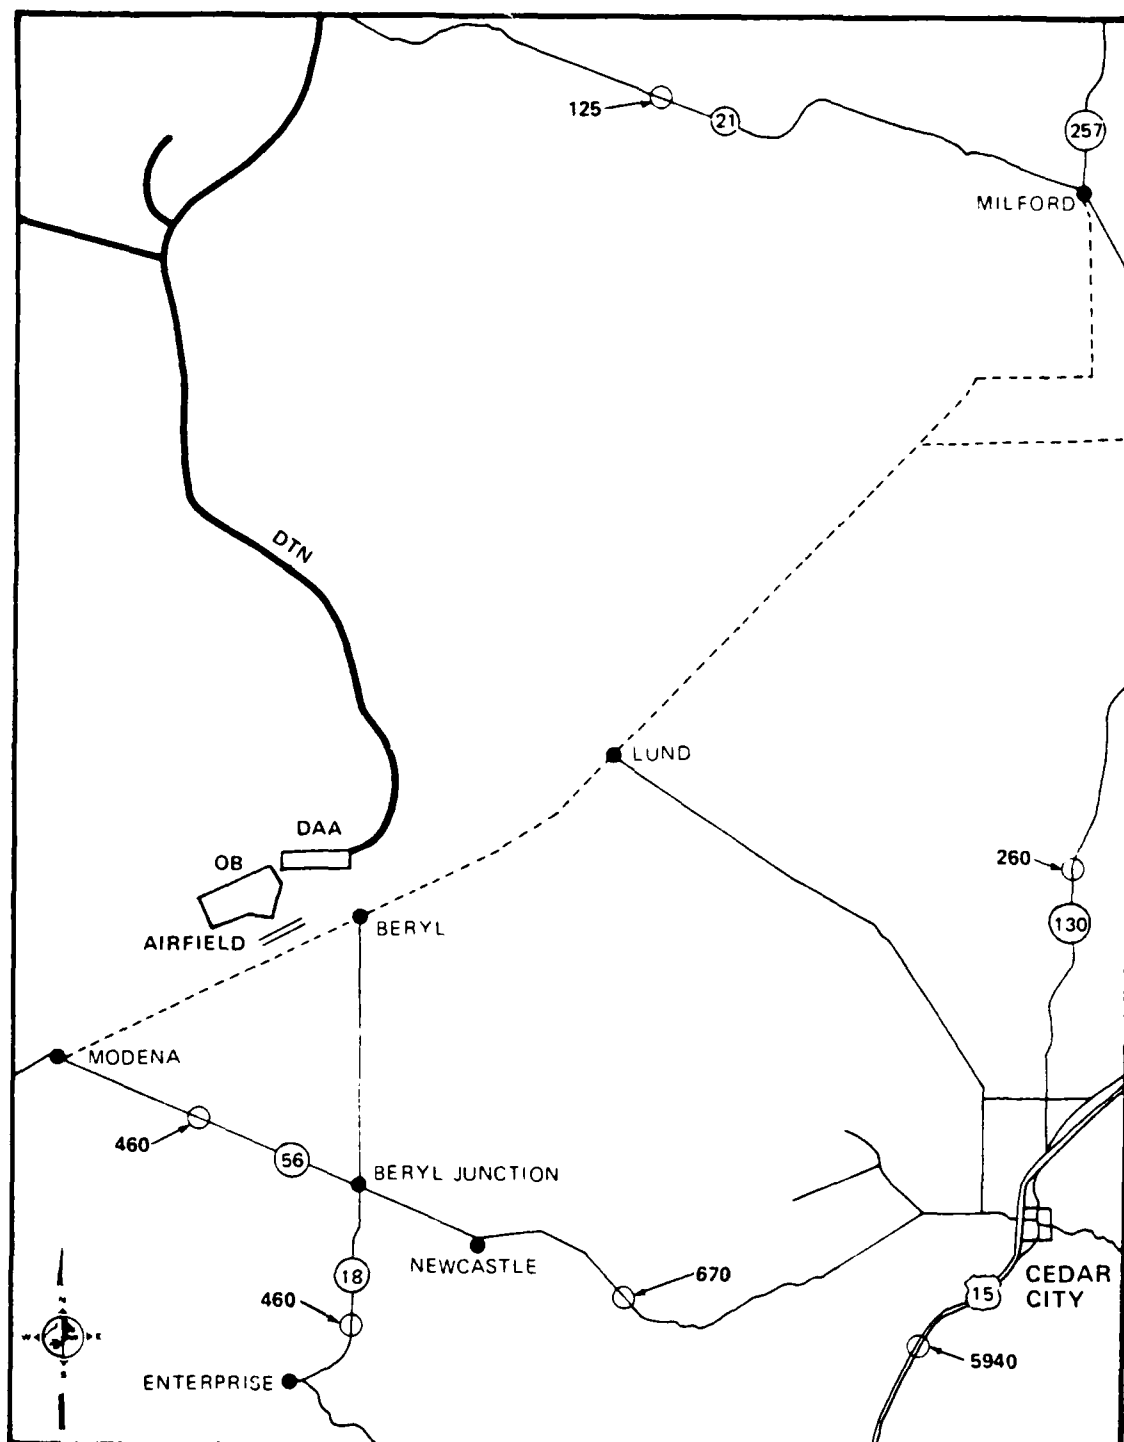 125
21
257
MILFORD
DTN
LUND
DAA
OB
260
130
AIRFIELD
BERYL
MODENA
460
56
BERYL JUNCTION
NEWCASTLE
18
460
670
15
CEDAR
CITY
5940
ENTERPRISE
N
W
E
S